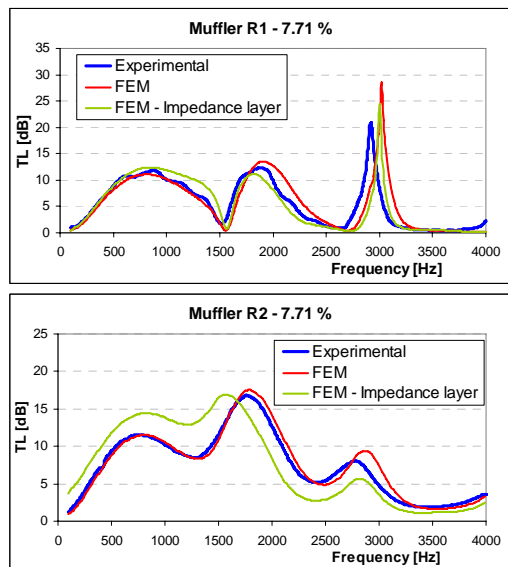 Muffler R1 - 7.71 %
TL [dB]
35
30
25
20
15
10
5
0
Experimental
FEM
FEM - Impedance layer
0 500 1000 1500 2000 2500 3000 3500 4000
Frequency [Hz]
Muffler R2 - 7.71 %
TL [dB]
25
20
15
10
5
0
Experimental
FEM
FEM - Impedance layer
0 500 1000 1500 2000 2500 3000 3500 4000
Frequency [Hz]